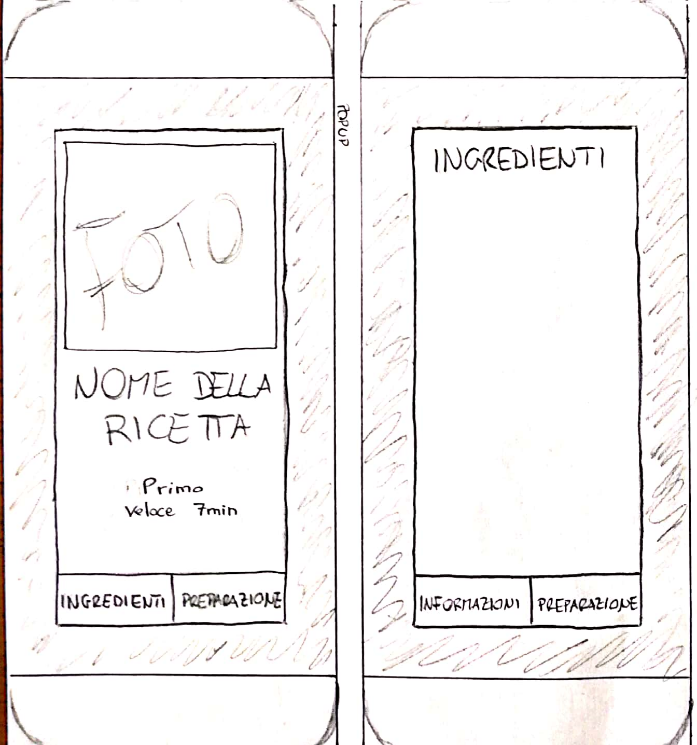 FOTO
NOME DELLA
RICETTA
Primo
Veloce 7min
INGREDIENTI
PREPARAZIONE
POPUP
INGREDIENTI
INFORMAZIONI
PREPARAZIONE